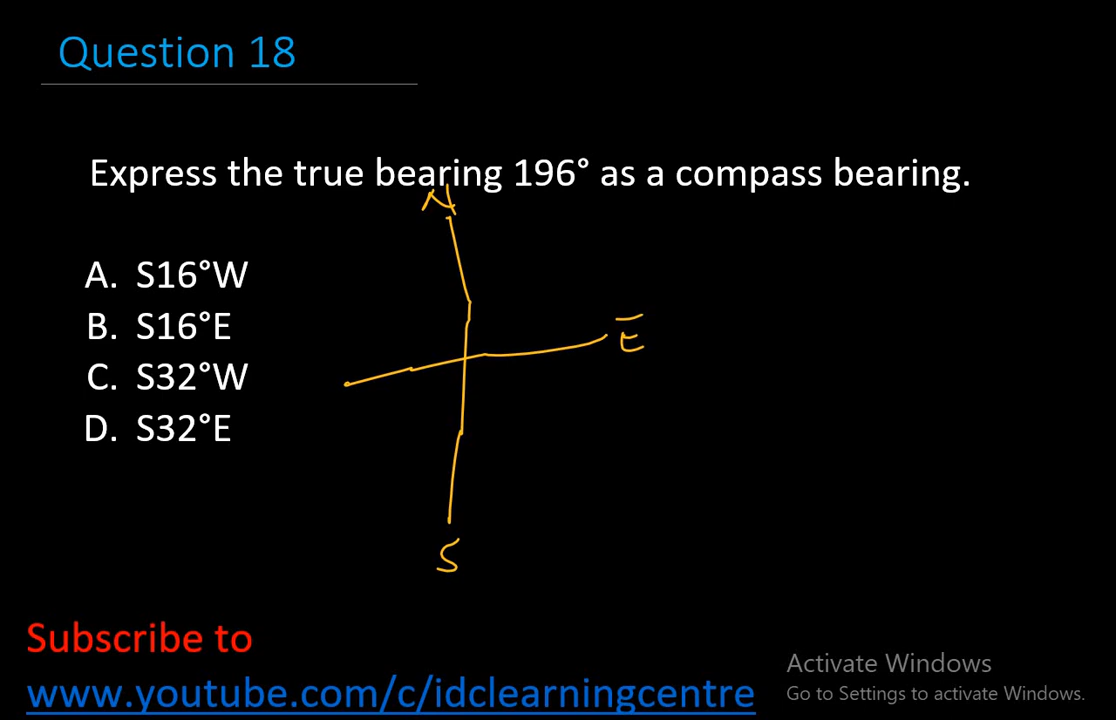 Question 18
Express the true bearing 196° as a compass bearing.
N
A. S16°W
B. S16°E
E
C. S32°W
D. S32°E
S
Subscribe to
www.youtube.com/c/idclearningcentre
Activate Windows
Go to Settings to activate Windows.